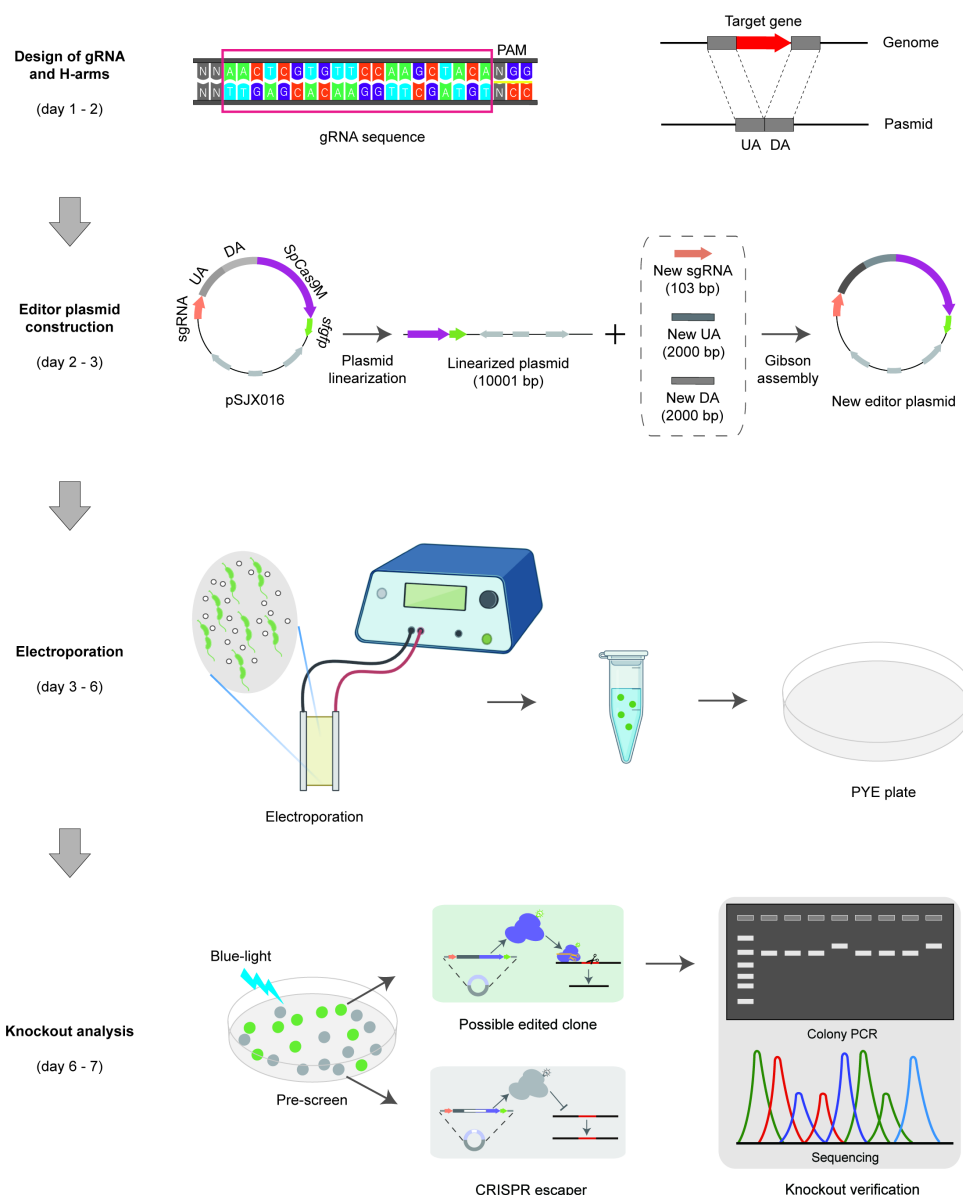 Design of gRNA
and H-arms
(day 1 - 2)
PAM
N N A A C T C G T G T T C C A A G C T A C A N G G
N N T T G A G C A C A A G G T T C G A T G T N C C
gRNA sequence
Target gene
Genome
Pasmid
UA DA
Editor plasmid
construction
(day 2 - 3)
sgRNA
UA
DA
SpCas9M
sfgfp
pSJX016
Plasmid
linearization
Linearized plasmid
(10001 bp)
+
New sgRNA
(103 bp)
New UA
(2000 bp)
New DA
(2000 bp)
Gibson
assembly
New editor plasmid
Electroporation
(day 3 - 6)
Electroporation
PYE plate
Knockout analysis
(day 6 - 7)
Blue-light
Pre-screen
Possible edited clone
CRISPR escaper
Colony PCR
Sequencing
Knockout verification